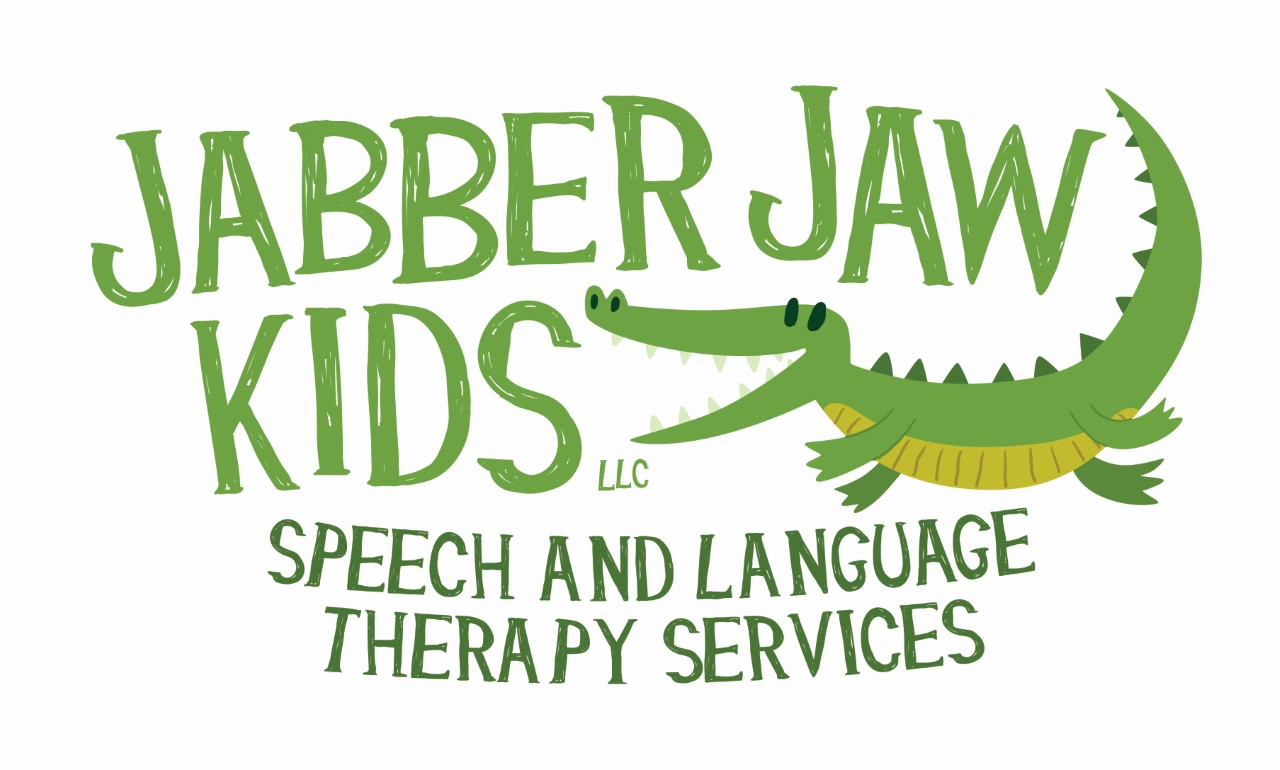 JABBER JAW
KIDS LLC
SPEECH AND LANGUAGE
THERAPY SERVICES